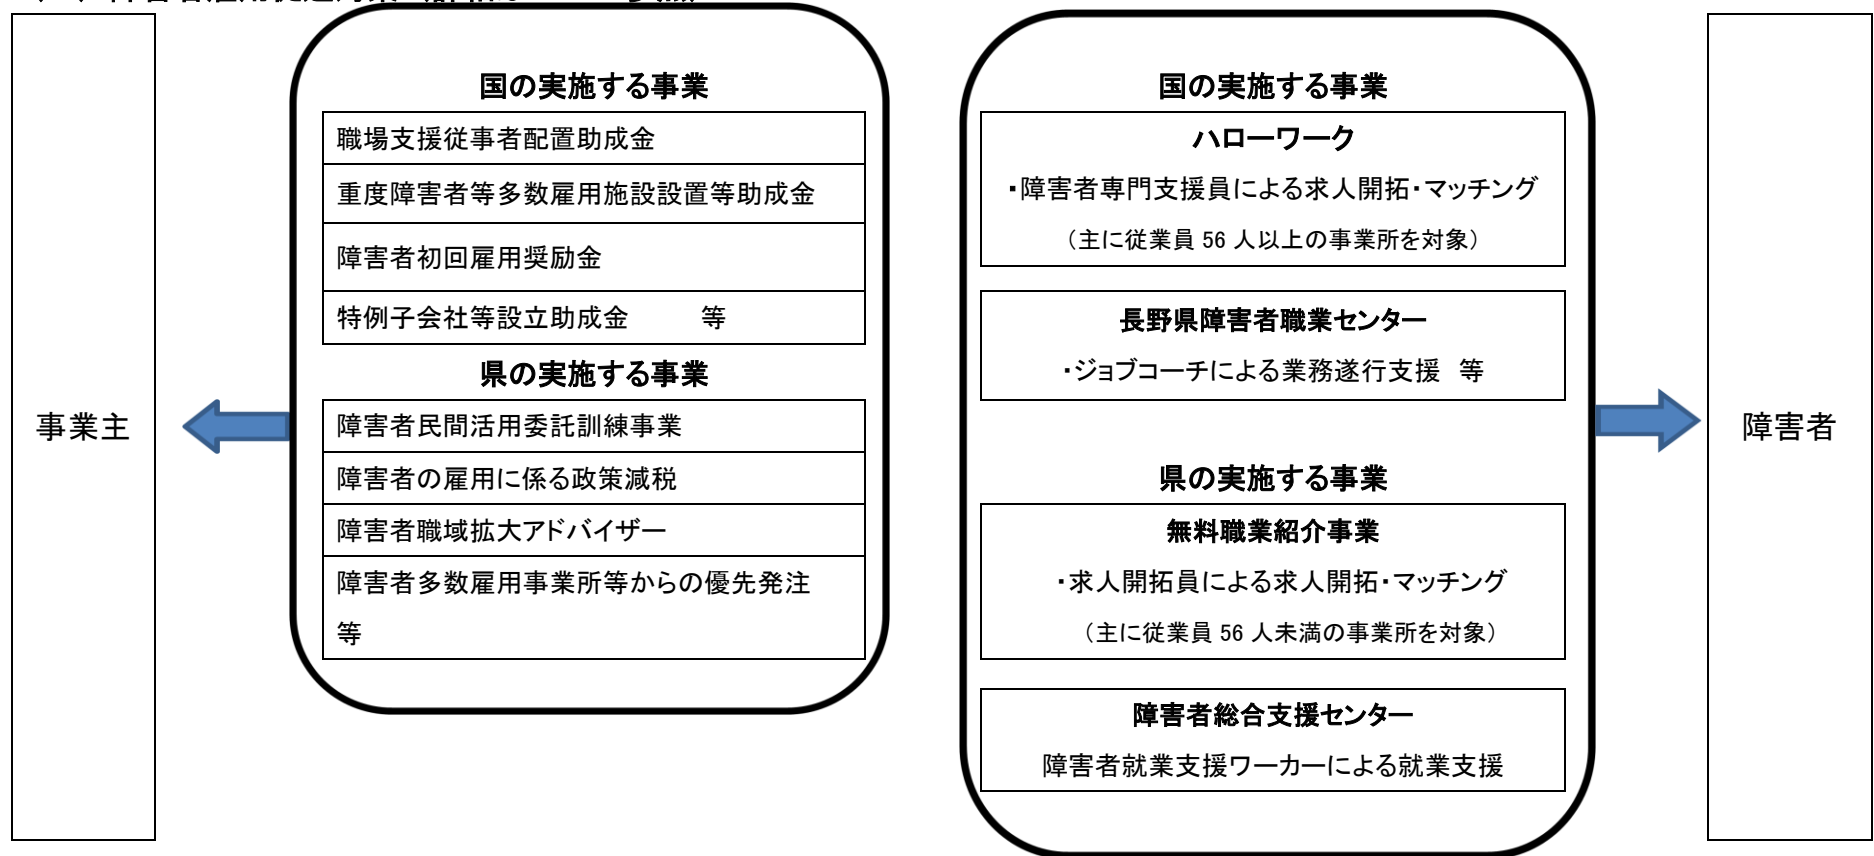 事業主
国の実施する事業
職場支援従事者配置助成金
重度障害者等多数雇用施設設置等助成金
障害者初回雇用奨励金
特例子会社等設立助成金　　等
県の実施する事業
障害者民間活用委託訓練事業
障害者の雇用に係る政策減税
障害者職域拡大アドバイザー
障害者多数雇用事業所等からの優先発注
等
国の実施する事業
ハローワーク
・障害者専門支援員による求人開拓・マッチング
（主に従業員 56 人以上の事業所を対象）
長野県障害者職業センター
・ジョブコーチによる業務遂行支援　等
県の実施する事業
無料職業紹介事業
・求人開拓員による求人開拓・マッチング
（主に従業員 56 人未満の事業所を対象）
障害者総合支援センター
障害者就業支援ワーカーによる就業支援
障害者